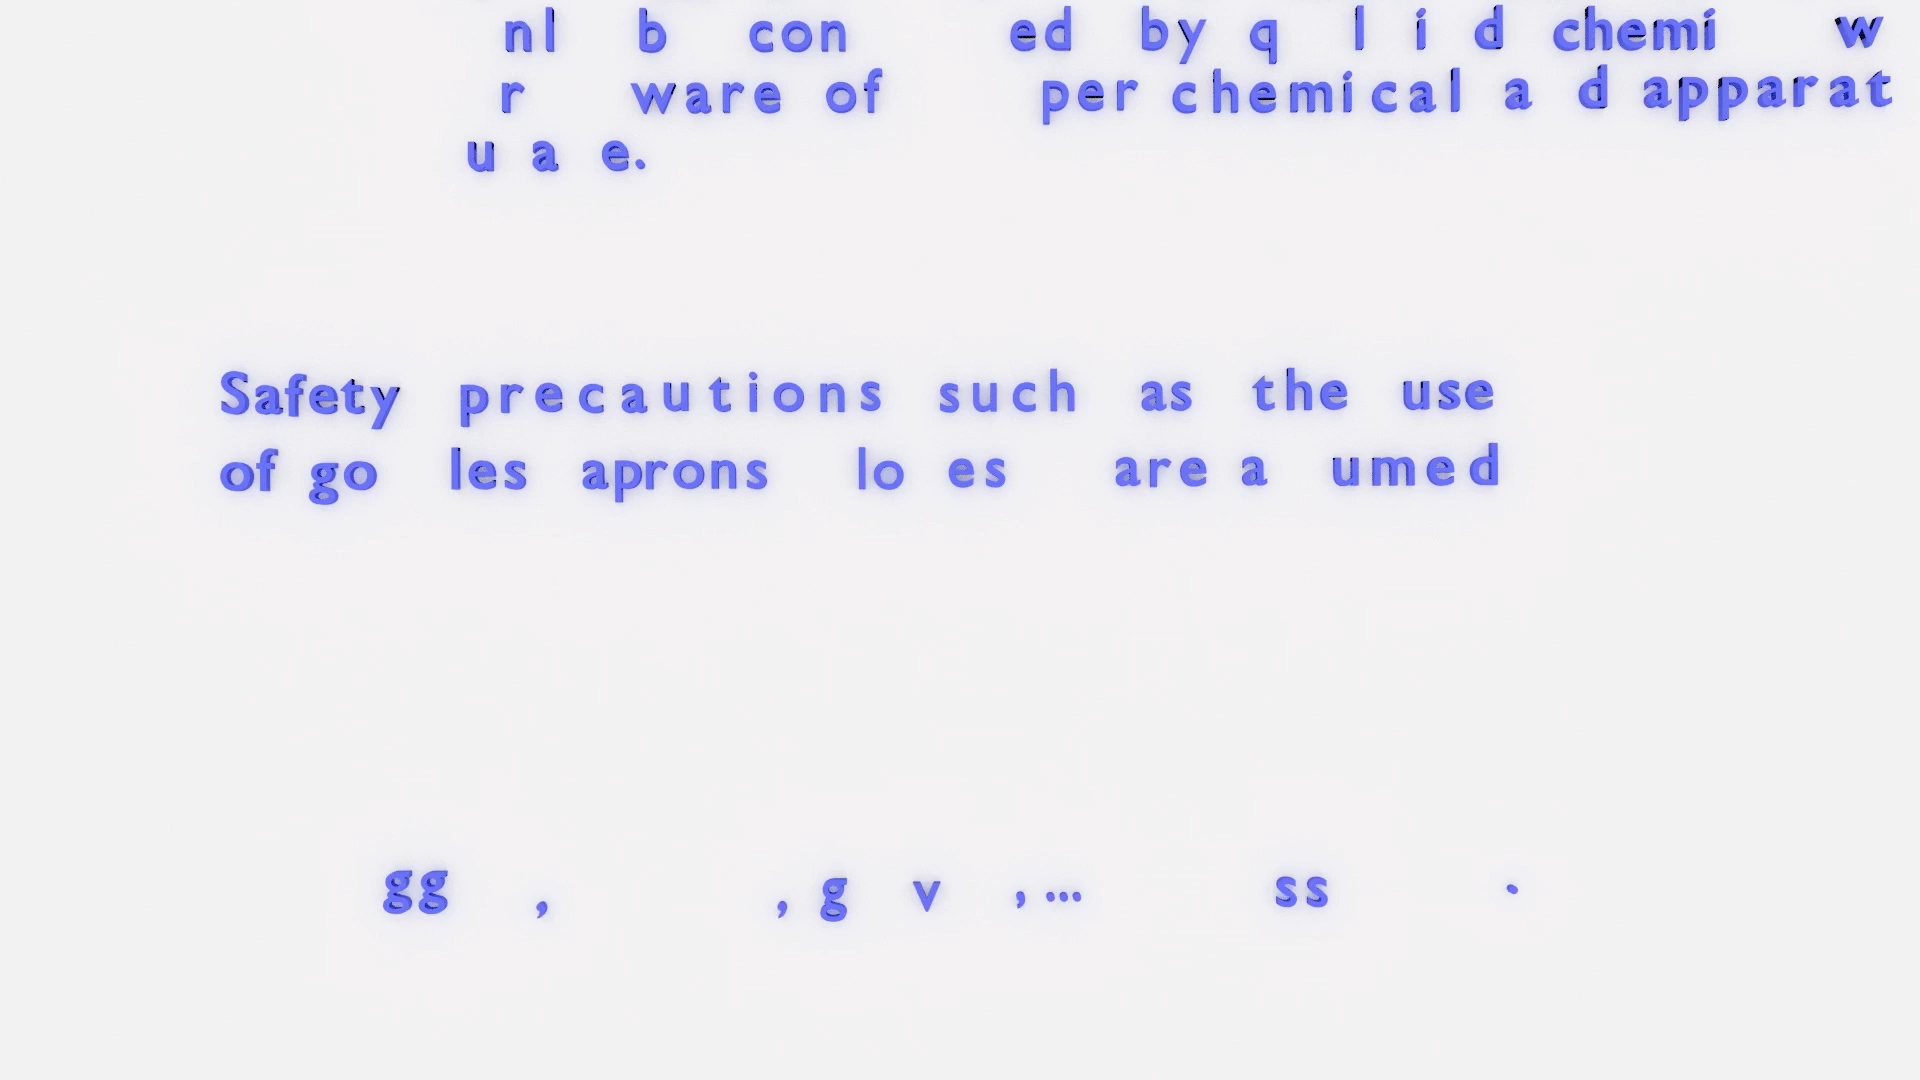 nl b con ed by q l i d chemi w
r ware of per chemical a d apparat
u a e.
Safety precautions such as the use
of go les aprons lo es are a umed
gg , , g v ,... ss .